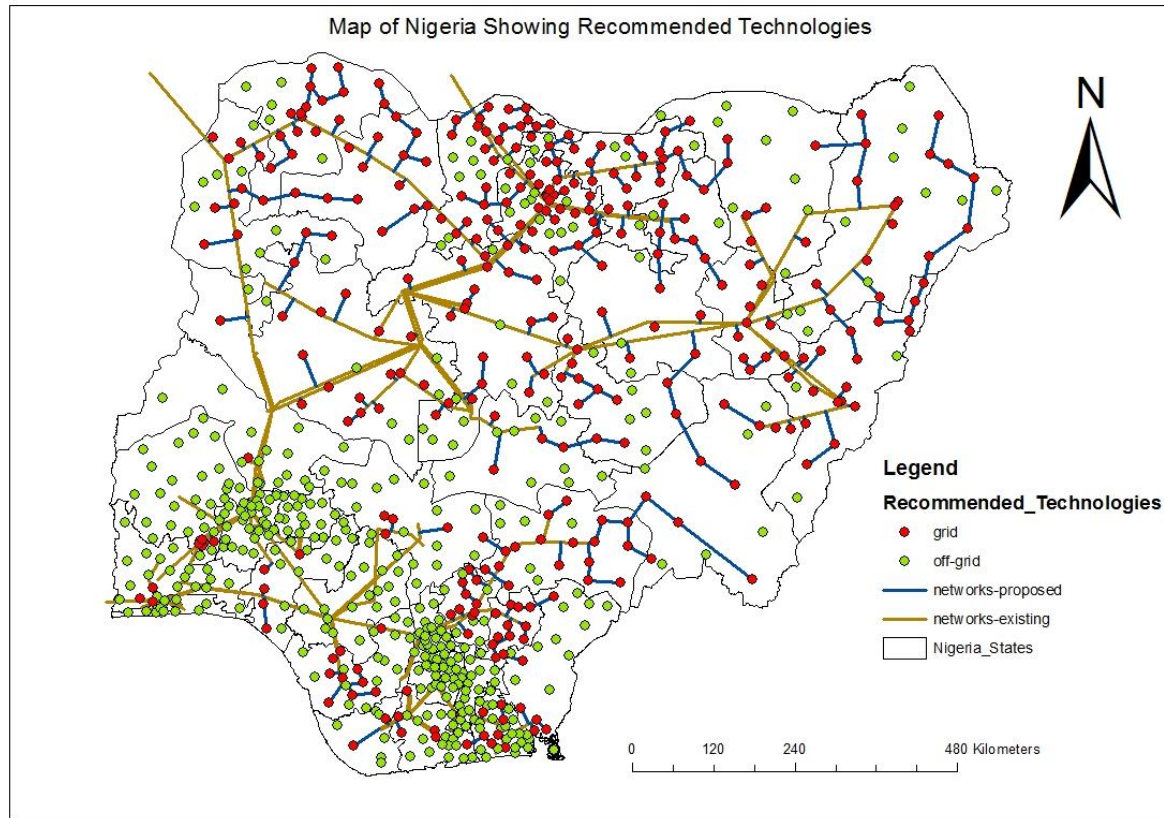 Map of Nigeria Showing Recommended Technologies
N
Legend
Recommended_Technologies
grid
off-grid
networks-proposed
networks-existing
Nigeria_States
0 120 240 480 Kilometers